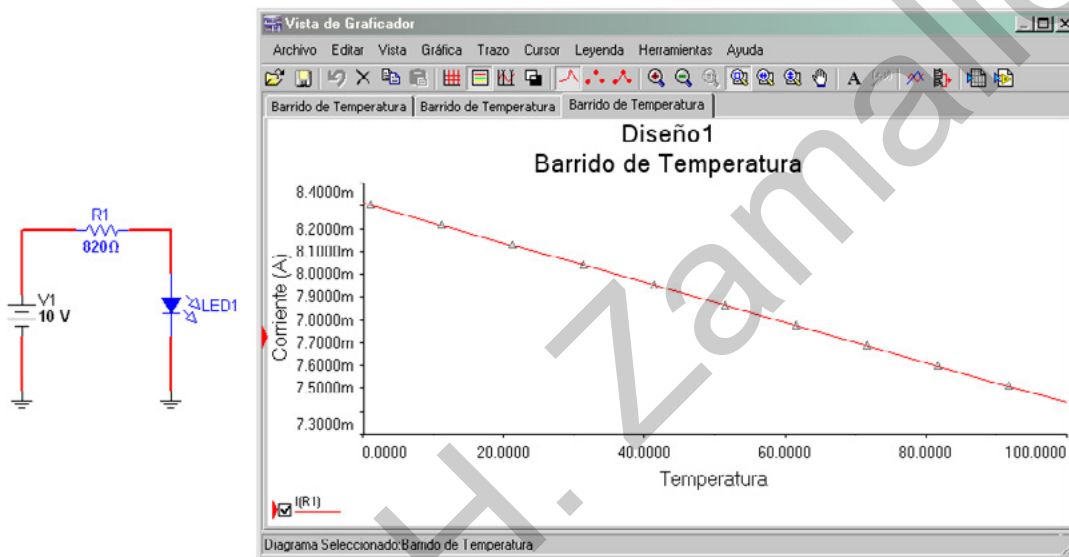 R1
820Ω
V1
10 V
LED1
Vista de Graficador
Archivo Editar Vista Gráfica Trazo Cursor Leyenda Herramientas Ayuda
Barrido de Temperatura Barrido de Temperatura Barrido de Temperatura
Diseño1
Barrido de Temperatura
Corriente (A)
8.4000m
8.2000m
8.1000m
8.0000m
7.9000m
7.8000m
7.7000m
7.6000m
7.5000m
7.3000m
0.0000 20.0000 40.0000 60.0000 80.0000 100.0000
Temperatura
I(R1)
Diagrama Seleccionado:Barrido de Temperatura
H. Zamall